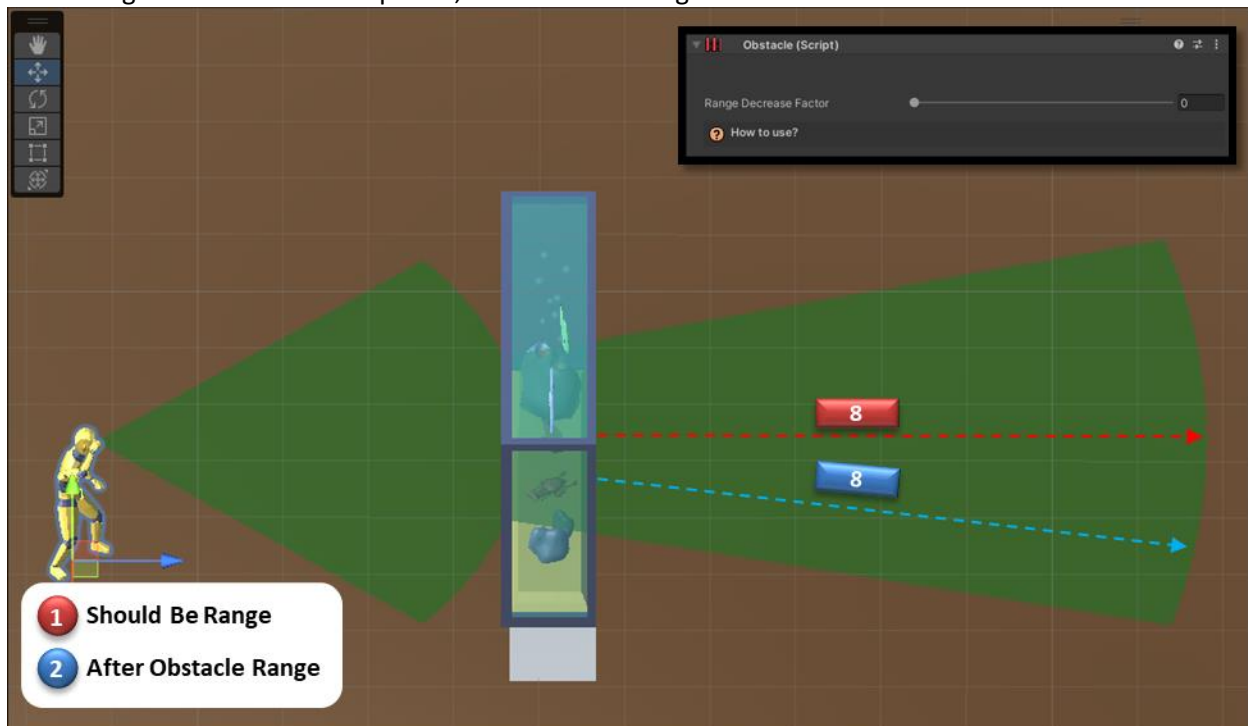 Obstacle (Script)
Range Decrease Factor
0
How to use?
8
8
1 Should Be Range
2 After Obstacle Range